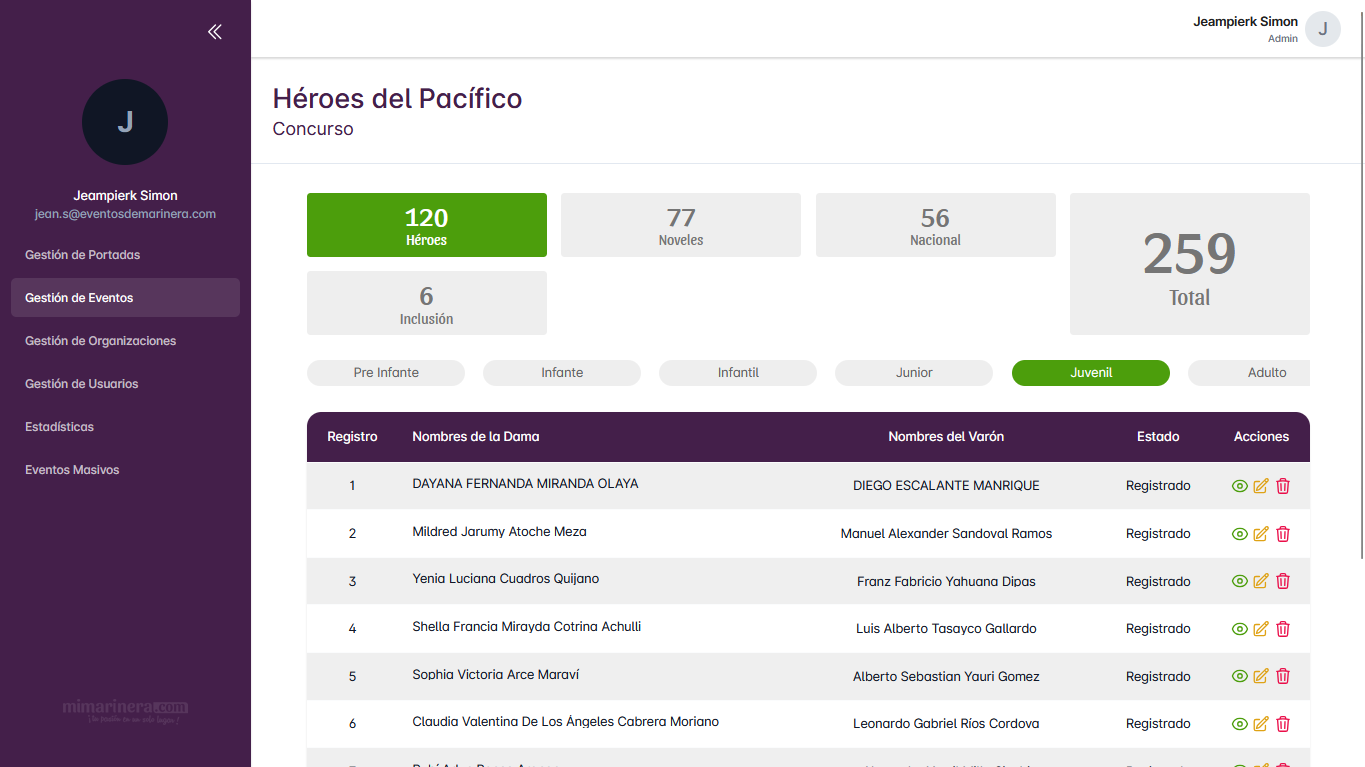 Jeampierk Simon
Admin
J
J
Jeampierk Simon
jean.s@eventosdemarinera.com
Gestión de Portadas
Gestión de Eventos
Gestión de Organizaciones
Gestión de Usuarios
Estadísticas
Eventos Masivos
mimarinera.com
¡Tu pasión en un solo lugar!
Héroes del Pacífico
Concurso
120
Héroes
77
Noveles
56
Nacional
259
Total
6
Inclusión
Pre Infante Infante Infantil Junior Juvenil Adulto
Registro Nombres de la Dama Nombres del Varón Estado Acciones
1 DAYANA FERNANDA MIRANDA OLAYA DIEGO ESCALANTE MANRIQUE Registrado
2 Mildred Jarumy Atoche Meza Manuel Alexander Sandoval Ramos Registrado
3 Yenia Luciana Cuadros Quijano Franz Fabricio Yahuana Dipas Registrado
4 Shella Francia Mirayda Cotrina Achulli Luis Alberto Tasayco Gallardo Registrado
5 Sophia Victoria Arce Maraví Alberto Sebastian Yauri Gomez Registrado
6 Claudia Valentina De Los Ángeles Cabrera Moriano Leonardo Gabriel Ríos Cordova Registrado